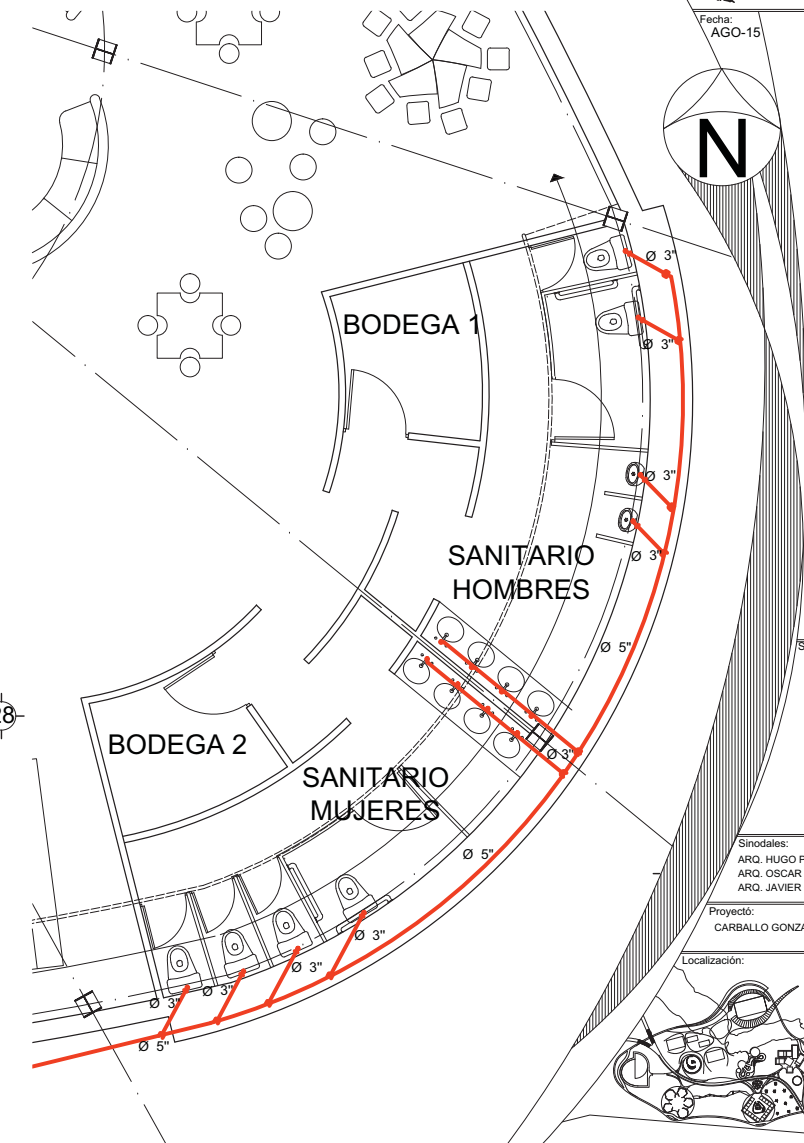 Fecha:
AGO-15
N
Ø 3"
BODEGA 1
Ø 3"
Ø 3"
SANITARIO
HOMBRES
Ø 3"
Ø 5"
28
BODEGA 2
Ø 3"
SANITARIO
MUJERES
Ø 5"
Sinodales:
ARQ. HUGO P
ARQ. OSCAR
ARQ. JAVIER
Proyectó:
CARBALLO GONZA
Ø 3"
Localización:
Ø 3"
Ø 3"
Ø 3"
Ø 5"